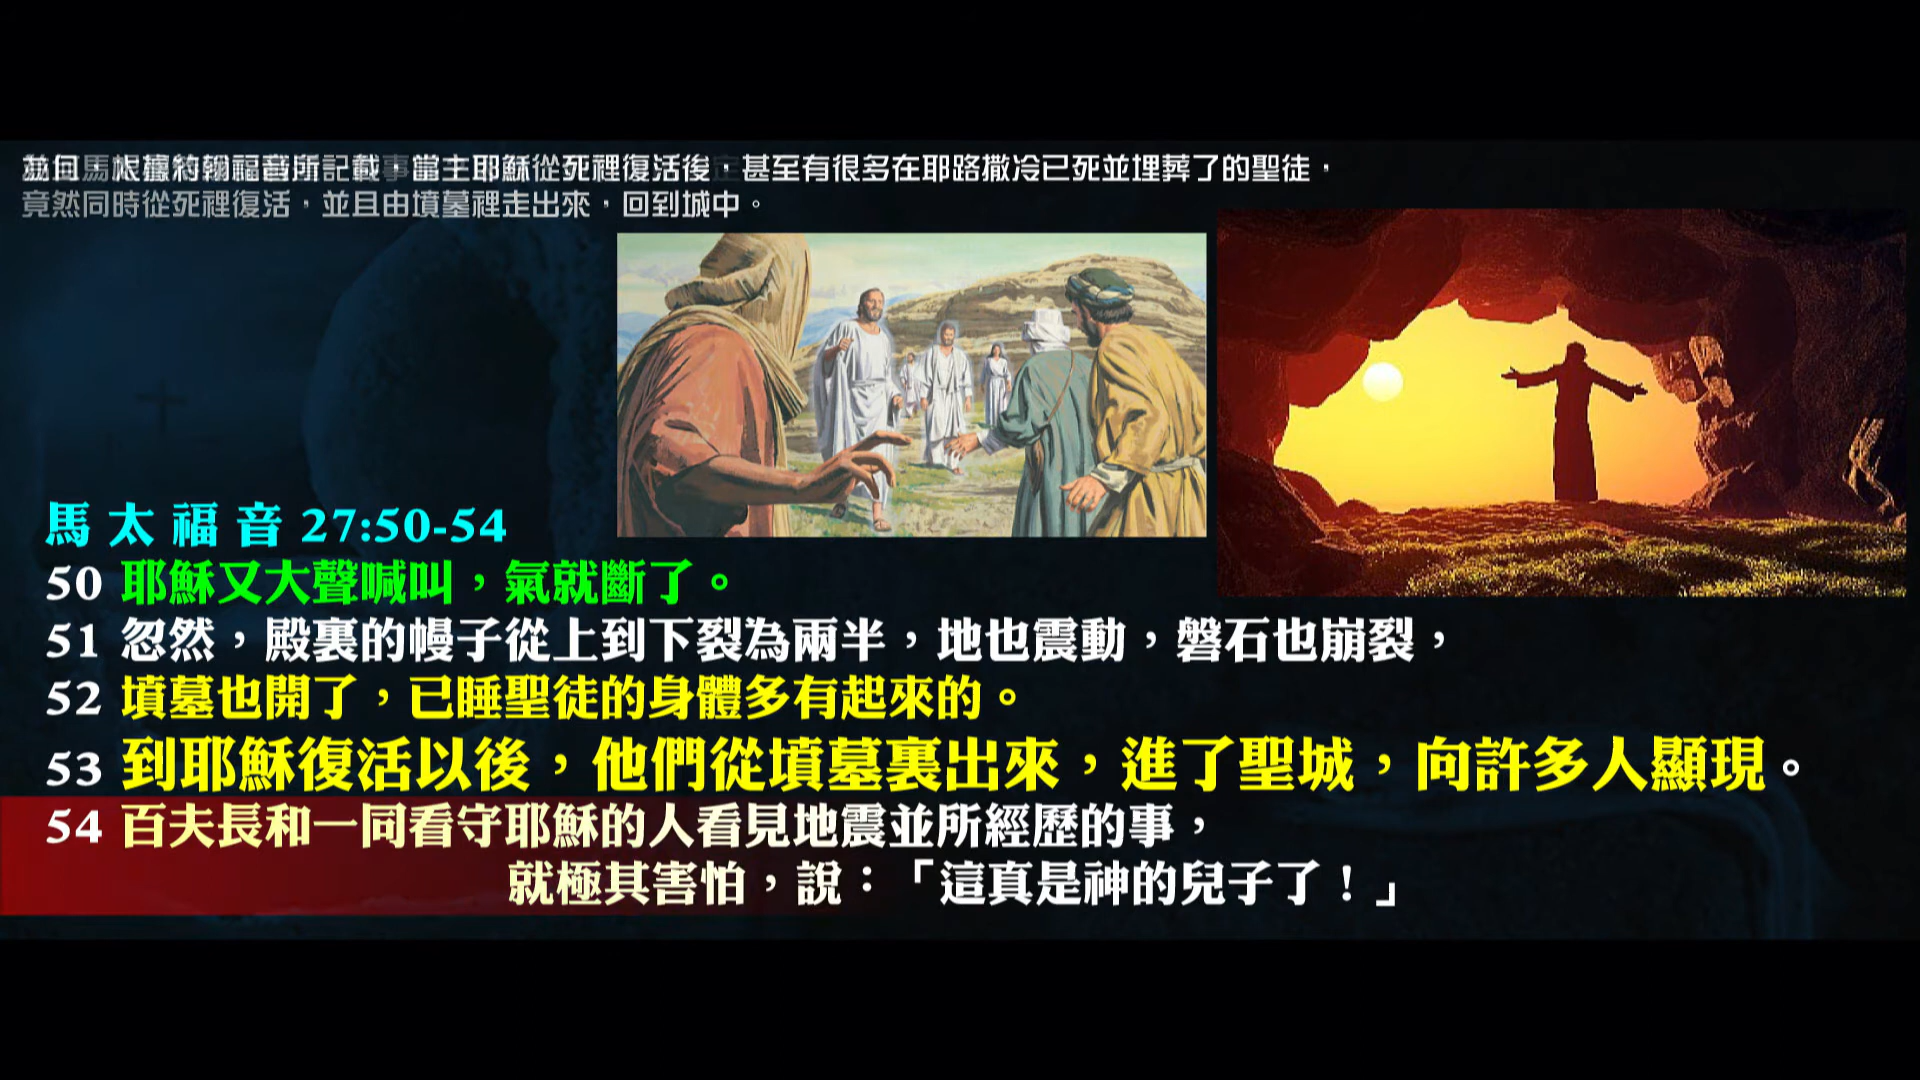 根據約翰福音所記載，當主耶穌從死裡復活後，甚至有很多在耶路撒冷已死並埋葬了的聖徒，
竟然同時從死裡復活，並且由墳墓裡走出來，回到城中。
馬太福音 27:50-54
50 耶穌又大聲喊叫，氣就斷了。
51 忽然，殿裏的幔子從上到下裂為兩半，地也震動，磐石也崩裂，
52 墳墓也開了，已睡聖徒的身體多有起來的。
53 到耶穌復活以後，他們從墳墓裏出來，進了聖城，向許多人顯現。
54 百夫長和一同看守耶穌的人看見地震並所經歷的事，
就極其害怕，說：「這真是神的兒子了！」